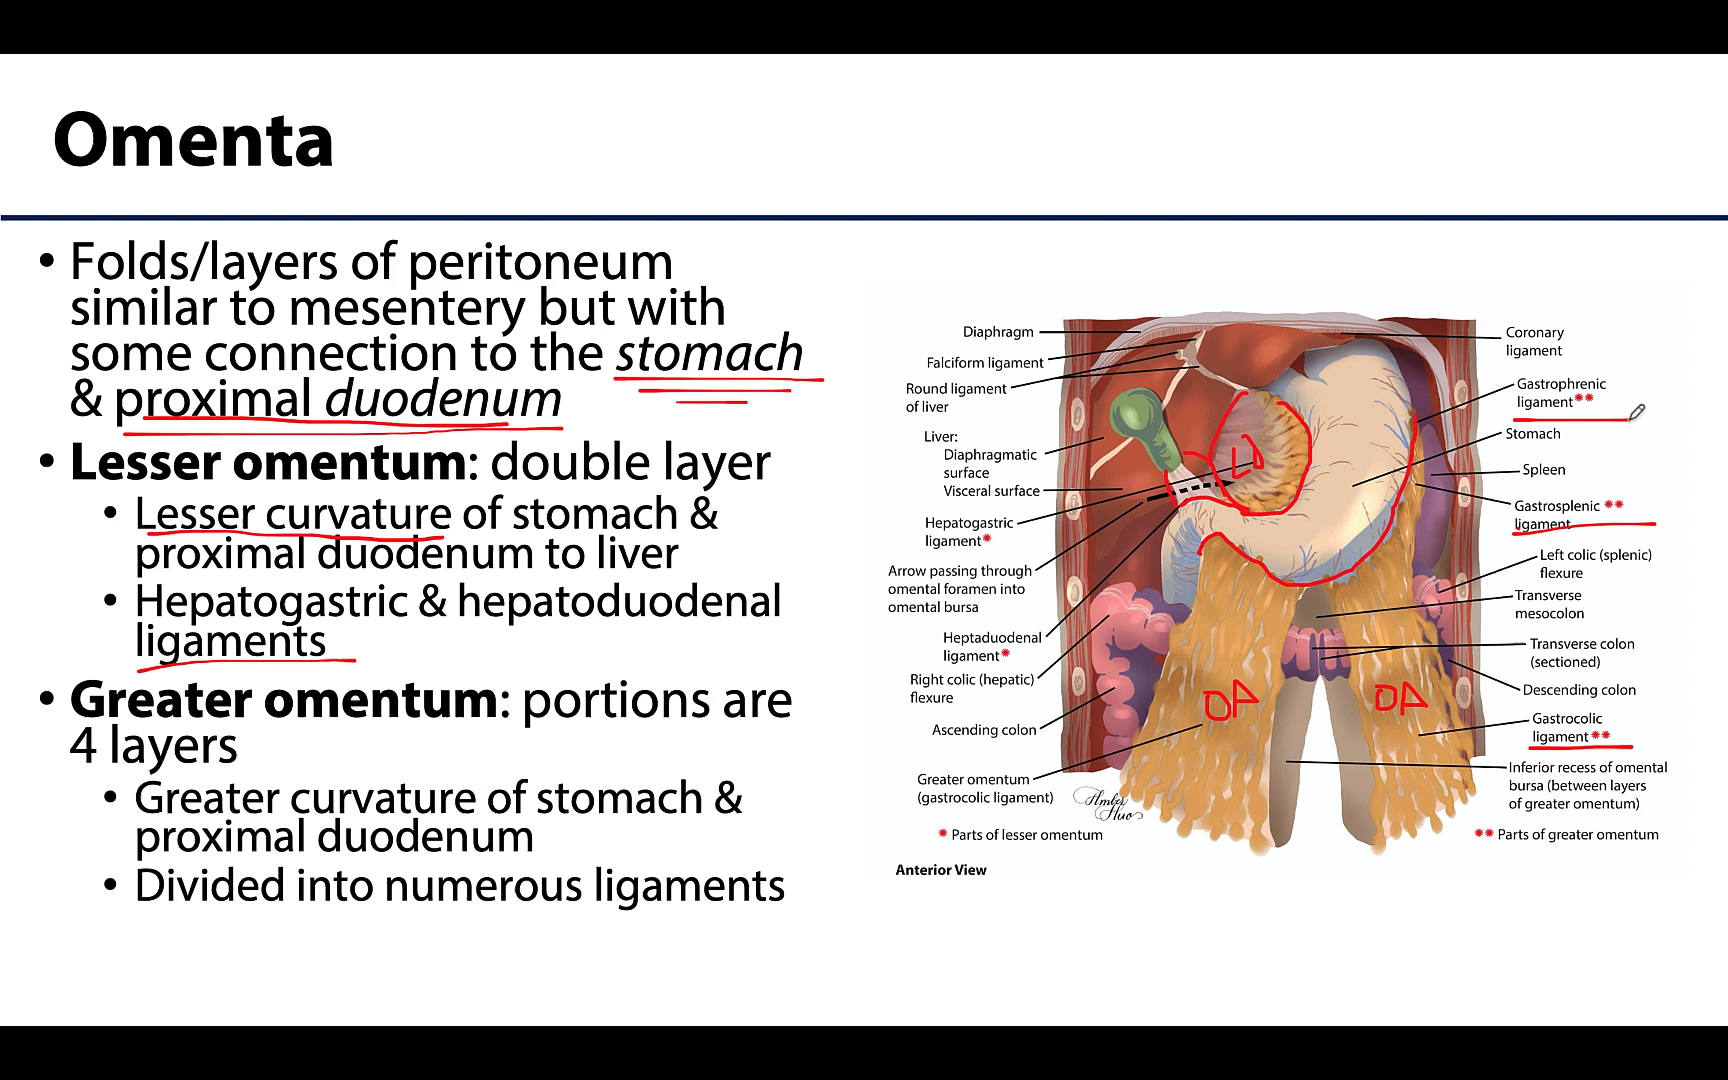 Omenta
• Folds/layers of peritoneum
similar to mesentery but with
some connection to the stomach
& proximal duodenum
• Lesser omentum: double layer
• Lesser curvature of stomach &
proximal duodenum to liver
• Hepatogastric & hepatoduodenal
ligaments
• Greater omentum: portions are
4 layers
• Greater curvature of stomach &
proximal duodenum
• Divided into numerous ligaments
Diaphragm
Falciform ligament
Round ligament
of liver
Liver:
Diaphragmatic
surface
Visceral surface
Hepatogastric
ligament*
Arrow passing through
omental foramen into
omental bursa
Heptaduodenal
ligament*
Right colic (hepatic)
flexure
Ascending colon
Greater omentum
(gastrocolic ligament)
Amber
Huo
* Parts of lesser omentum
Anterior View
Coronary
ligament
Gastrophrenic
ligament**
Stomach
Spleen
Gastrosplenic **
ligament
Left colic (splenic)
flexure
Transverse
mesocolon
Transverse colon
(sectioned)
Descending colon
Gastrocolic
ligament**
Inferior recess of omental
bursa (between layers
of greater omentum)
** Parts of greater omentum